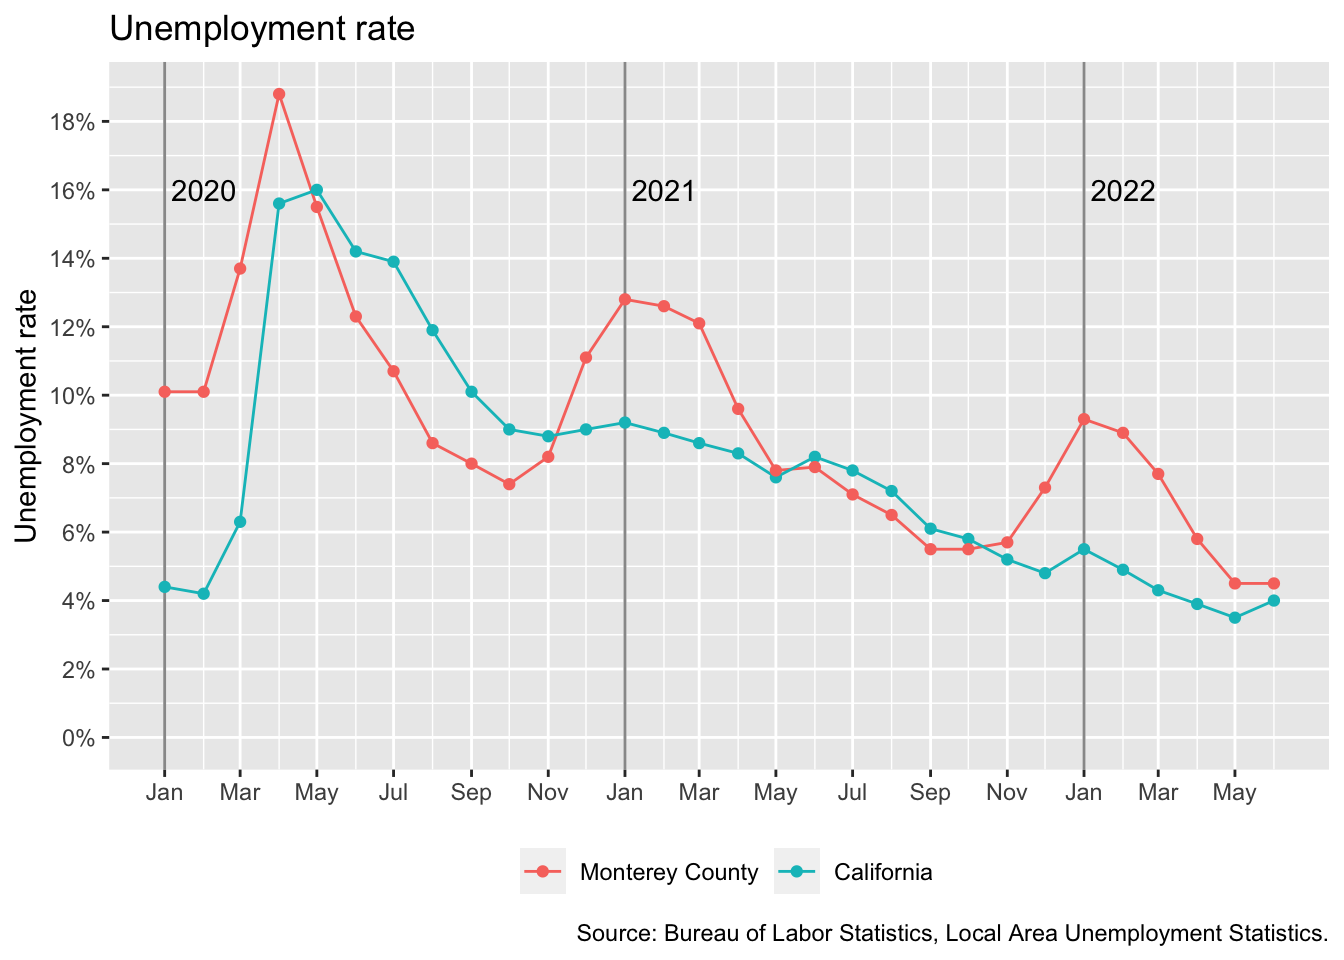 Unemployment rate
18%
16%
14%
12%
10%
8%
6%
4%
2%
0%
Unemployment rate
2020 2021 2022
Jan Mar May Jul Sep Nov Jan Mar May Jul Sep Nov Jan Mar May
Monterey County California
Source: Bureau of Labor Statistics, Local Area Unemployment Statistics.